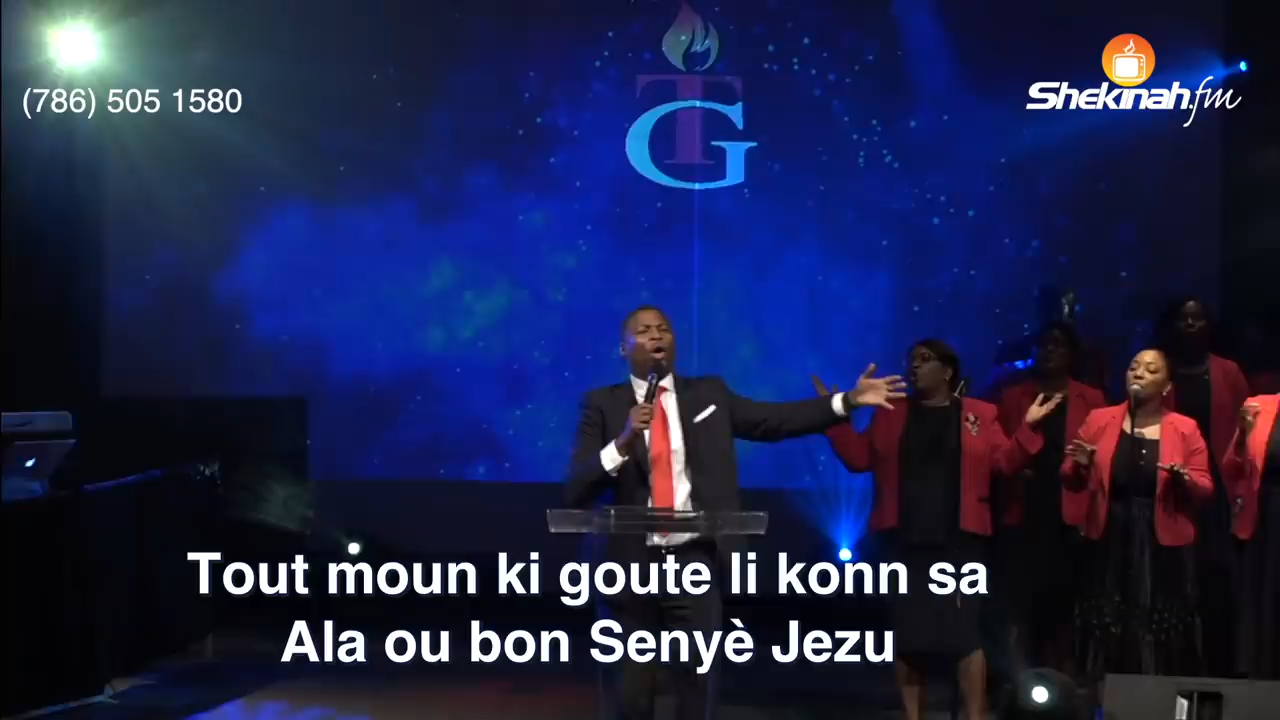 (786) 505 1580
Shekinah.fm
TG
Tout moun ki goute li konn sa
Ala ou bon Senyè Jezu